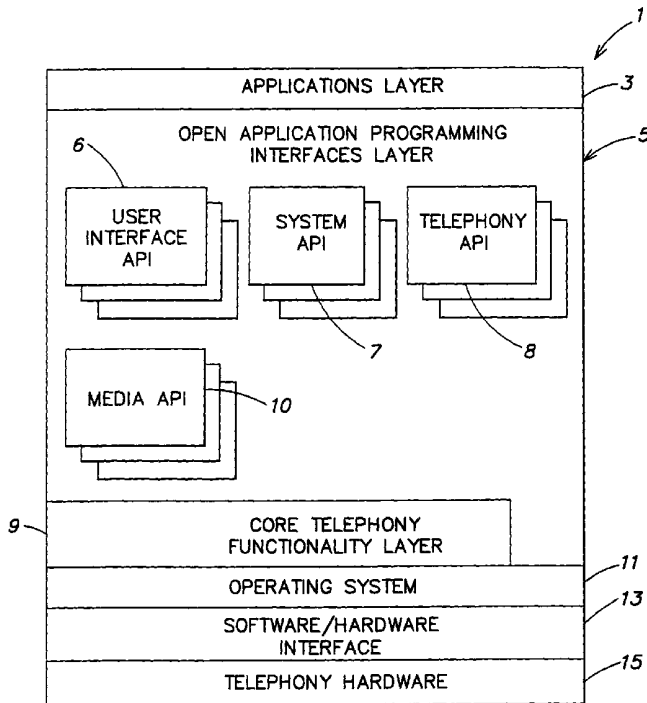 1
APPLICATIONS LAYER
3
OPEN APPLICATION PROGRAMMING
INTERFACES LAYER
5
6
USER
INTERFACE
API
SYSTEM
API
TELEPHONY
API
7
8
MEDIA API
10
9
CORE TELEPHONY
FUNCTIONALITY LAYER
11
OPERATING SYSTEM
13
SOFTWARE/HARDWARE
INTERFACE
15
TELEPHONY HARDWARE